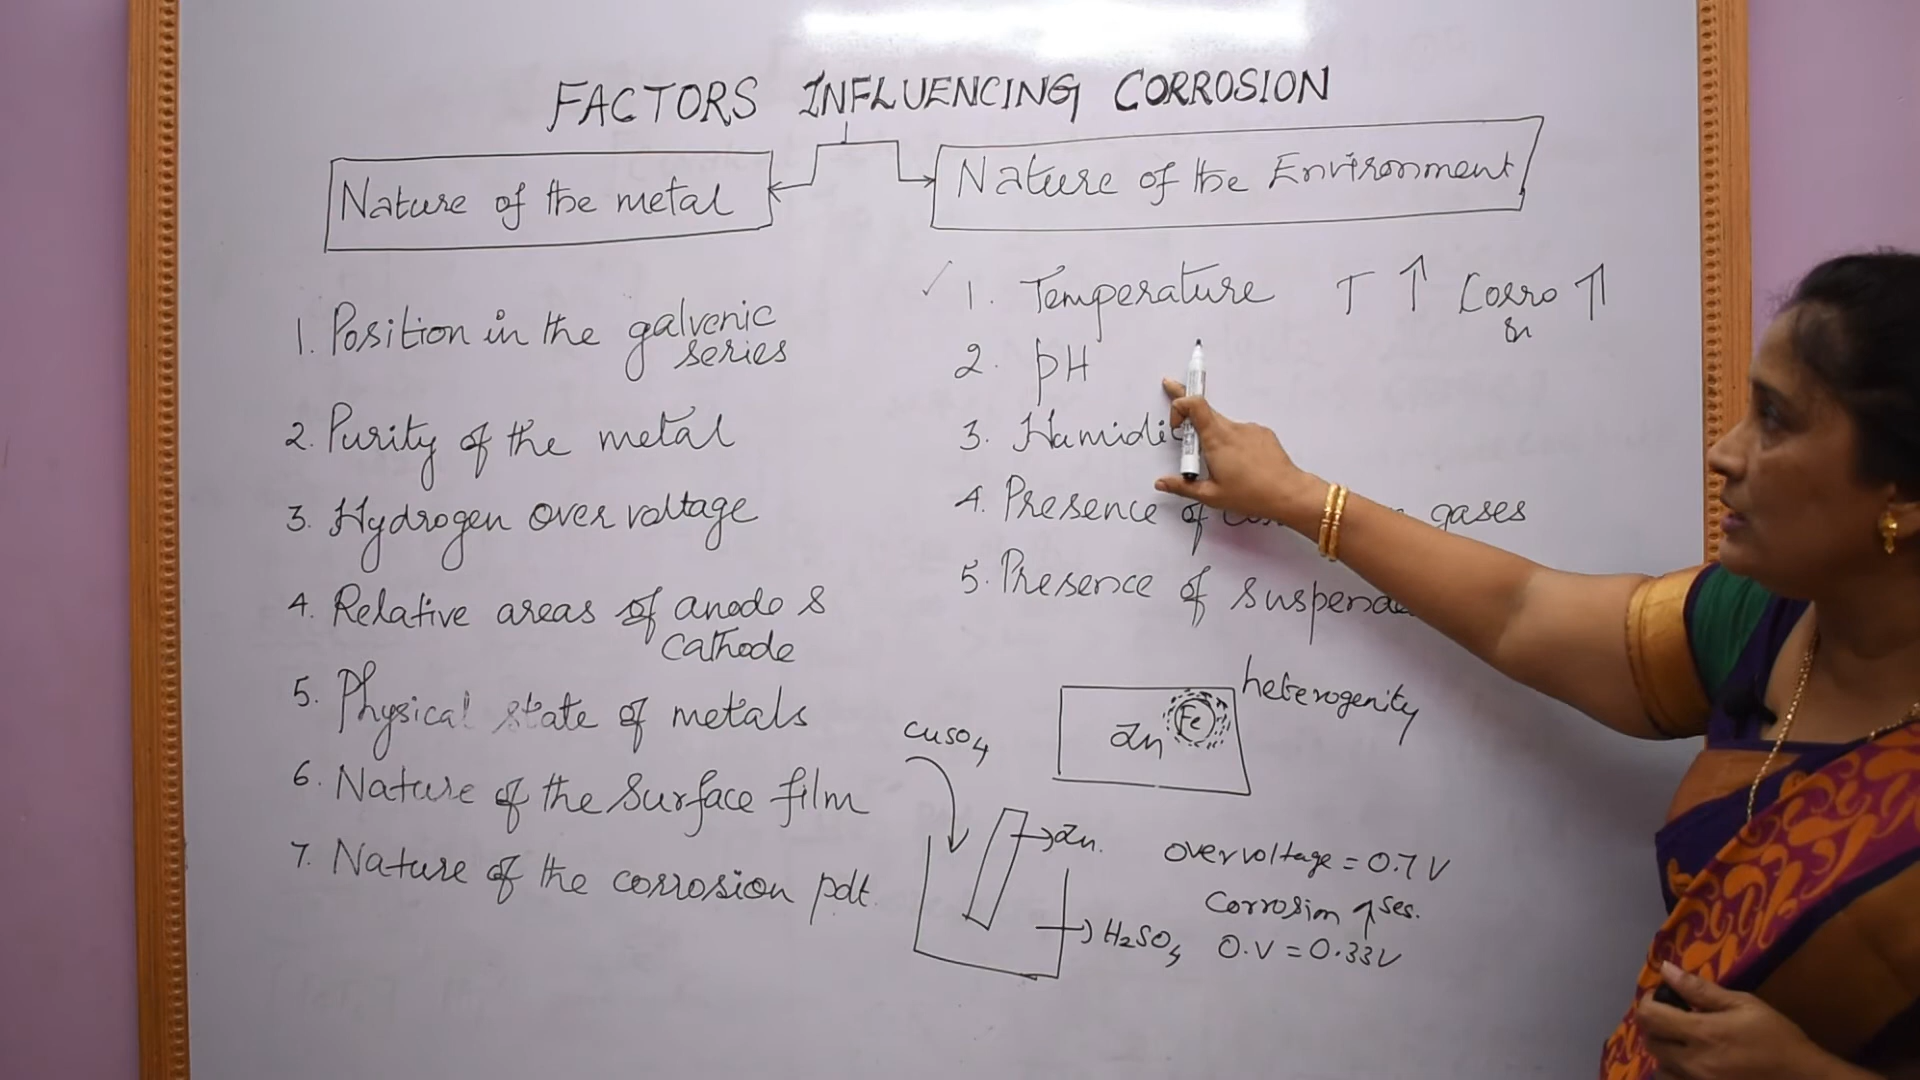 FACTORS INFLUENCING CORROSION
Nature of the metal
1. Position in the galvenic
series
2. Purity of the metal
3. Hydrogen over voltage
4. Relative areas of anode &
cathode
5. Physical state of metals
6. Nature of the Surface film
7. Nature of the corrosion pdt.
Nature of the Environment
1. Temperature T ↑ Corro ↑
sn
2. pH
3.
4. Presence of gases
5. Presence of
heterogenity
Zn Fe
CuSO4
Zn.
H2SO4
Over voltage = 0.7 V
Corrosion ↑ses.
O.V = 0.33V